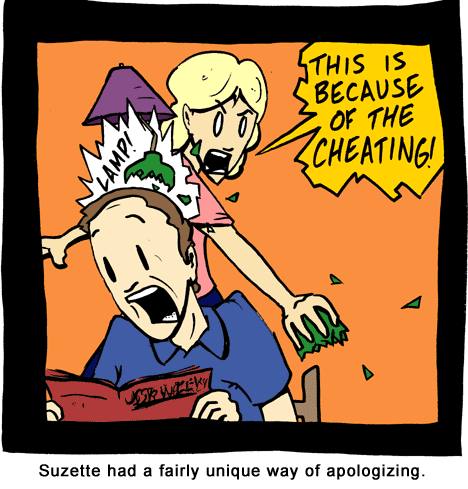 THIS IS
BECAUSE
OF THE
CHEATING!
LAMP!
Suzette had a fairly unique way of apologizing.